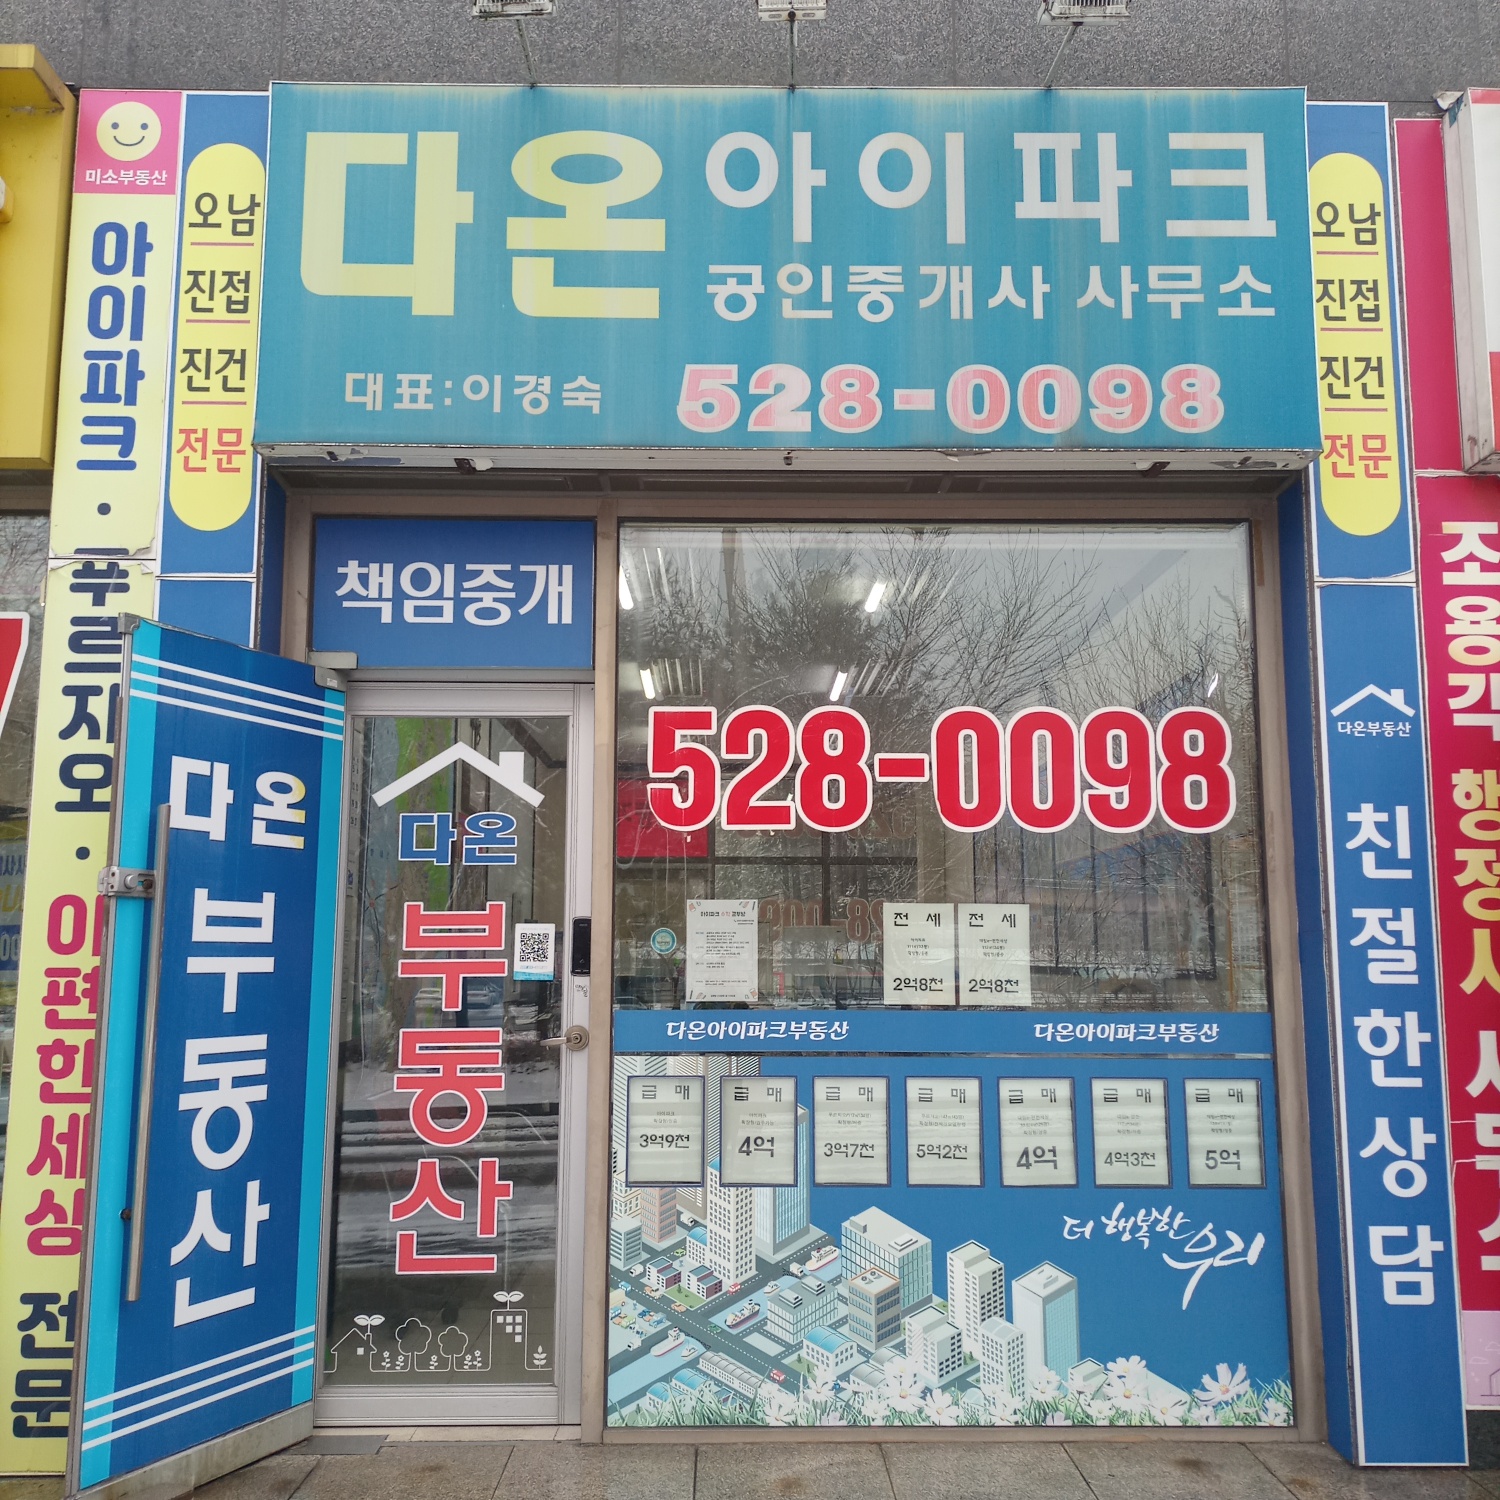 미소부동산
아이파크 · 푸르지오 · 이편한세상 전문
오남
진접
진건
전문
다온 아이파크
공인중개사 사무소
대표:이경숙 528-0098
오남
진접
진건
전문
책임중개
다온
부동산
다온
부동산
528-0098
전세
2억8천
전세
2억8천
다온아이파크부동산 다온아이파크부동산
급매
3억9천
급매
4억
급매
3억7천
급매
5억2천
급매
4억
급매
4억3천
급매
5억
더 행복한 우리
다온부동산
친절한상담
조용객 행정사